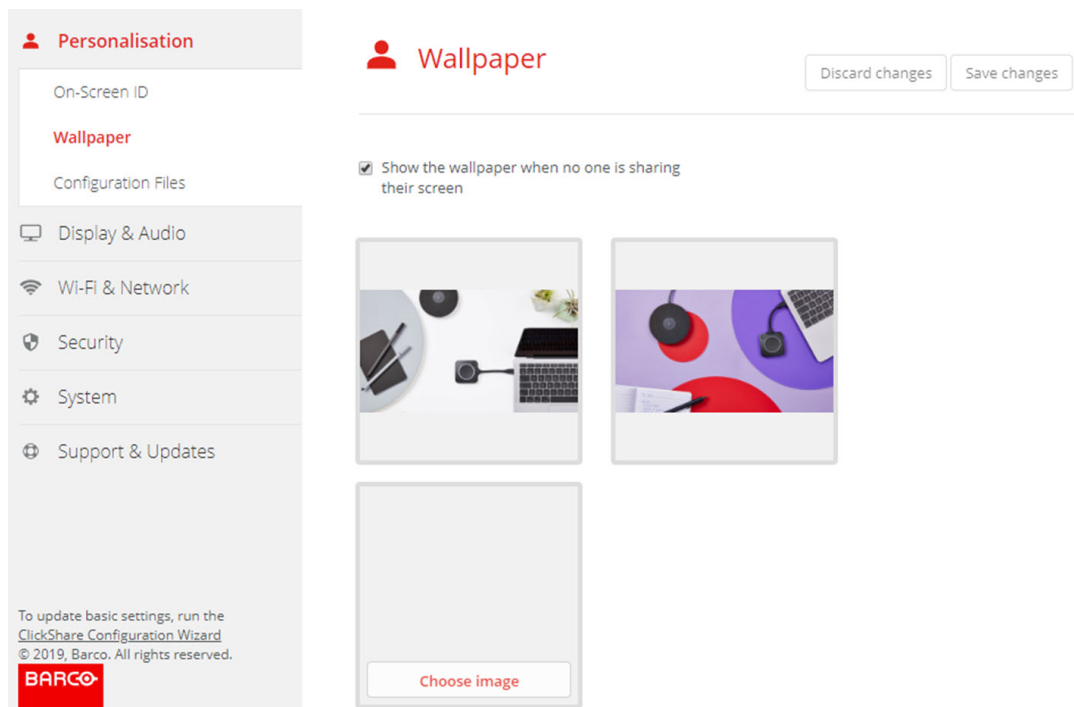 Personalisation
On-Screen ID
Wallpaper
Configuration Files
Display & Audio
Wi-Fi & Network
Security
System
Support & Updates
To update basic settings, run the
ClickShare Configuration Wizard
© 2019, Barco. All rights reserved.
BARCO
Wallpaper
Discard changes
Save changes
Show the wallpaper when no one is sharing
their screen
Choose image